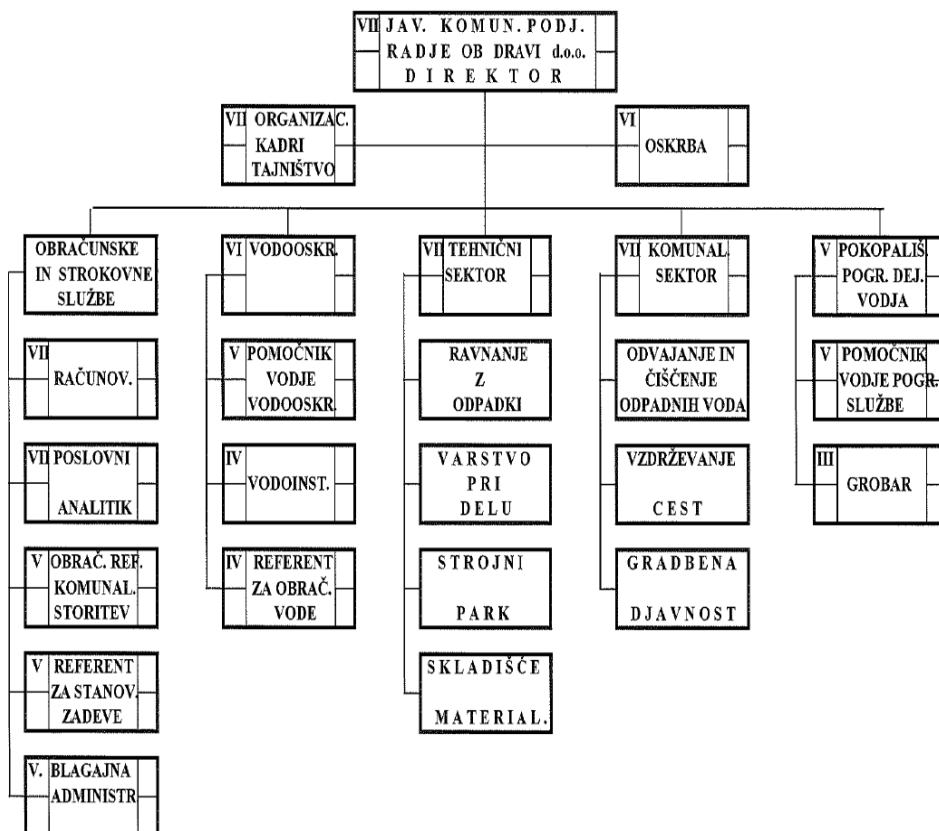 VII JAV. KOMUN. PODJ.
RADJE OB DRAVI d.o.o.
DIREKTOR
VII ORGANIZAC.
KADRI
TAJNIŠTVO
VI
OSKRBA
OBRAČUNSKE
IN STROKOVNE
SLUŽBE
VII
RAČUNOV.
VII POSLOVNI
ANALITIK
V OBRAČ. REF.
KOMUNAL.
STORITEV
V REFERENT
ZA STANOV.
ZADEVE
V. BLAGAJNA
ADMINISTR
VI VODOOSKR.
V POMOČNIK
VODJE
VODOOSKR.
IV
VODOINST.
IV REFERENT
ZA OBRAČ.
VODE
VII TEHNIČNI
SEKTOR
RAVNANJE
Z
ODPADKI
VARSTVO
PRI
DELU
STROJNI
PARK
SKLADIŠĆE
MATERIAL.
VII KOMUNAL.
SEKTOR
ODVAJANJE IN
ČIŠČENJE
ODPADNIH VODA
VZDRŽEVANJE
CEST
GRADBENA
DJAVNOST
V POKOPALIŠ.
POGR. DEJ.
VODJA
V POMOČNIK
VODJE POGR.
SLUŽBE
III
GROBAR